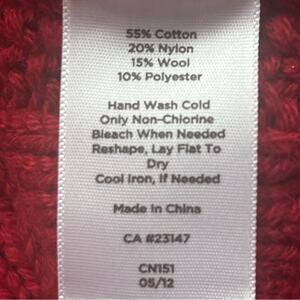 55% Cotton
20% Nylon
15% Wool
10% Polyester
Hand Wash Cold
Only Non-Chlorine
Bleach When Needed
Reshape, Lay Flat To
Dry
Cool Iron, If Needed
Made In China
CA #23147
CN151
05/12